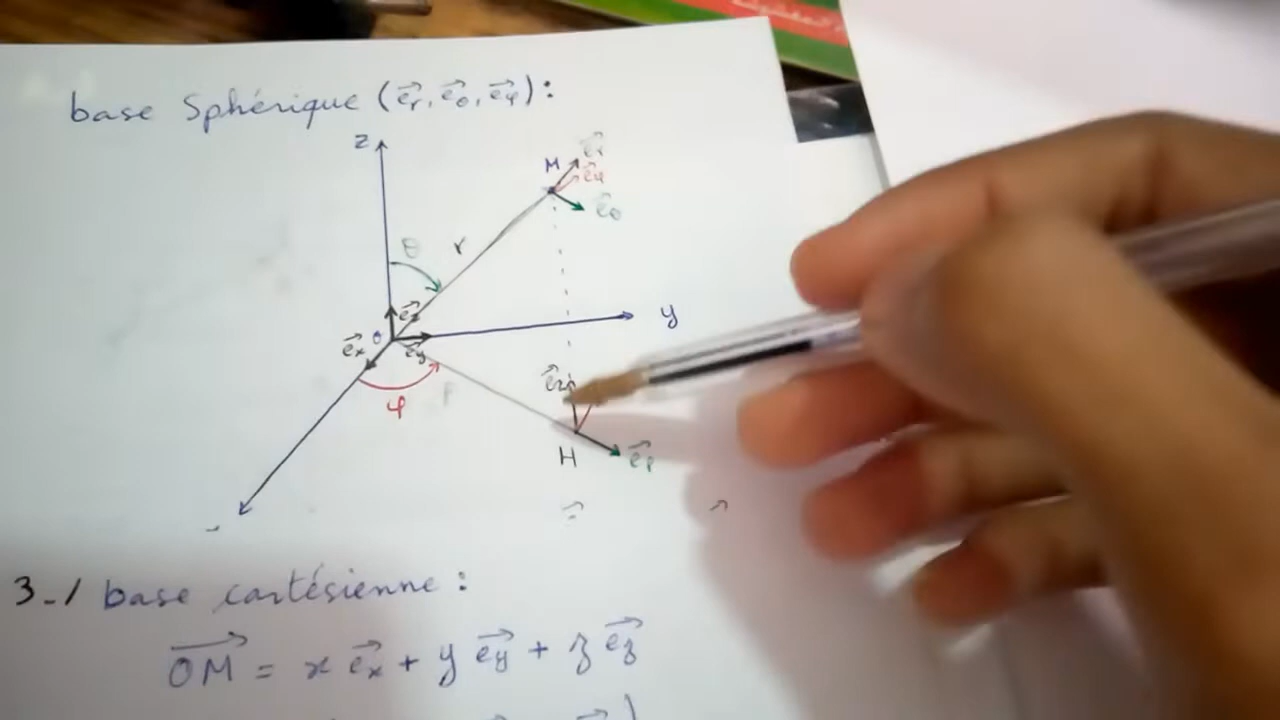 base Sphérique (e⃗r, e⃗θ, e⃗φ) :
z
M
e⃗r
e⃗φ
e⃗θ
θ
r
e⃗z
y
O
e⃗x
e⃗y
φ
ρ
e⃗z
H
e⃗ρ
3-/ base cartésienne :
OM⃗ = x e⃗x + y e⃗y + z e⃗z